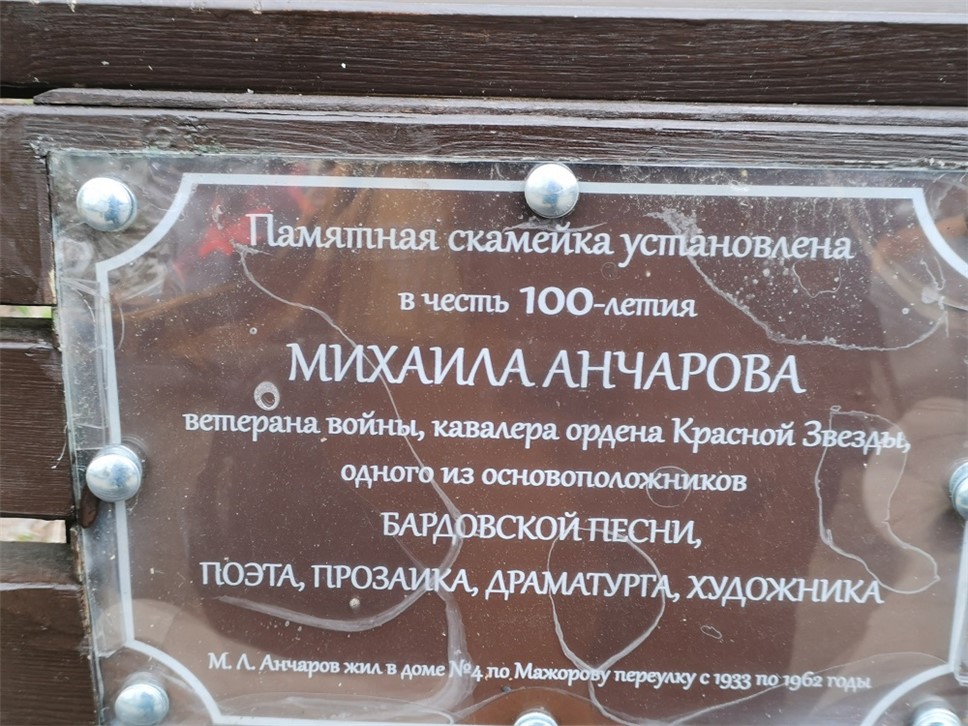 Памятная скамейка установлена
в честь 100-летия
МИХАИЛА АНЧАРОВА
ветерана войны, кавалера ордена Красной Звезды,
одного из основоположников
БАРДОВСКОЙ ПЕСНИ,
ПОЭТА, ПРОЗАИКА, ДРАМАТУРГА, ХУДОЖНИКА
М. Л. Анчаров жил в доме №4 по Мажорову переулку с 1933 по 1962 годы